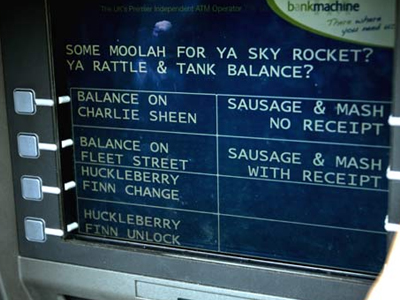 The UK's Premier Independent ATM Operator
bankmachine
There where
you need us
SOME MOOLAH FOR YA SKY ROCKET?
YA RATTLE & TANK BALANCE?
BALANCE ON
CHARLIE SHEEN
SAUSAGE & MASH
NO RECEIPT
BALANCE ON
FLEET STREET
SAUSAGE & MASH
WITH RECEIPT
HUCKLEBERRY
FINN CHANGE
HUCKLEBERRY
FINN UNLOCK